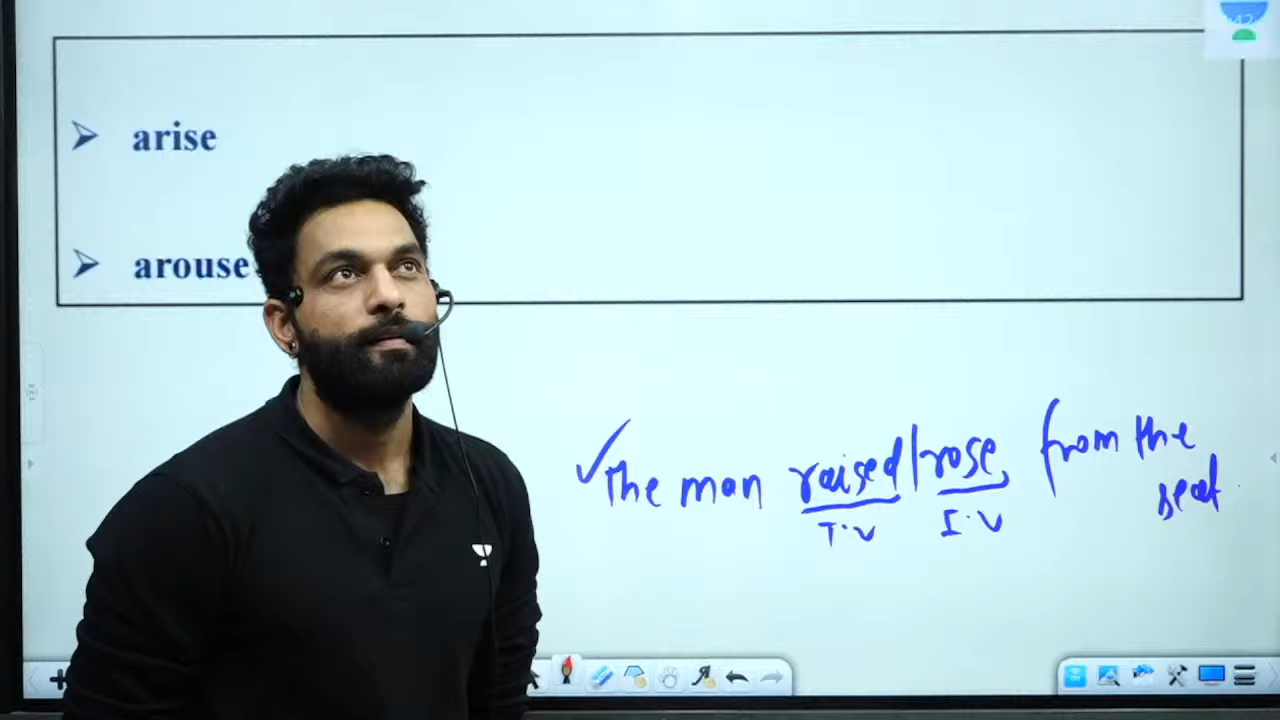 ➢ arise
➢ arouse
✓ The man raised/rose from the
seat.
T.V I.V